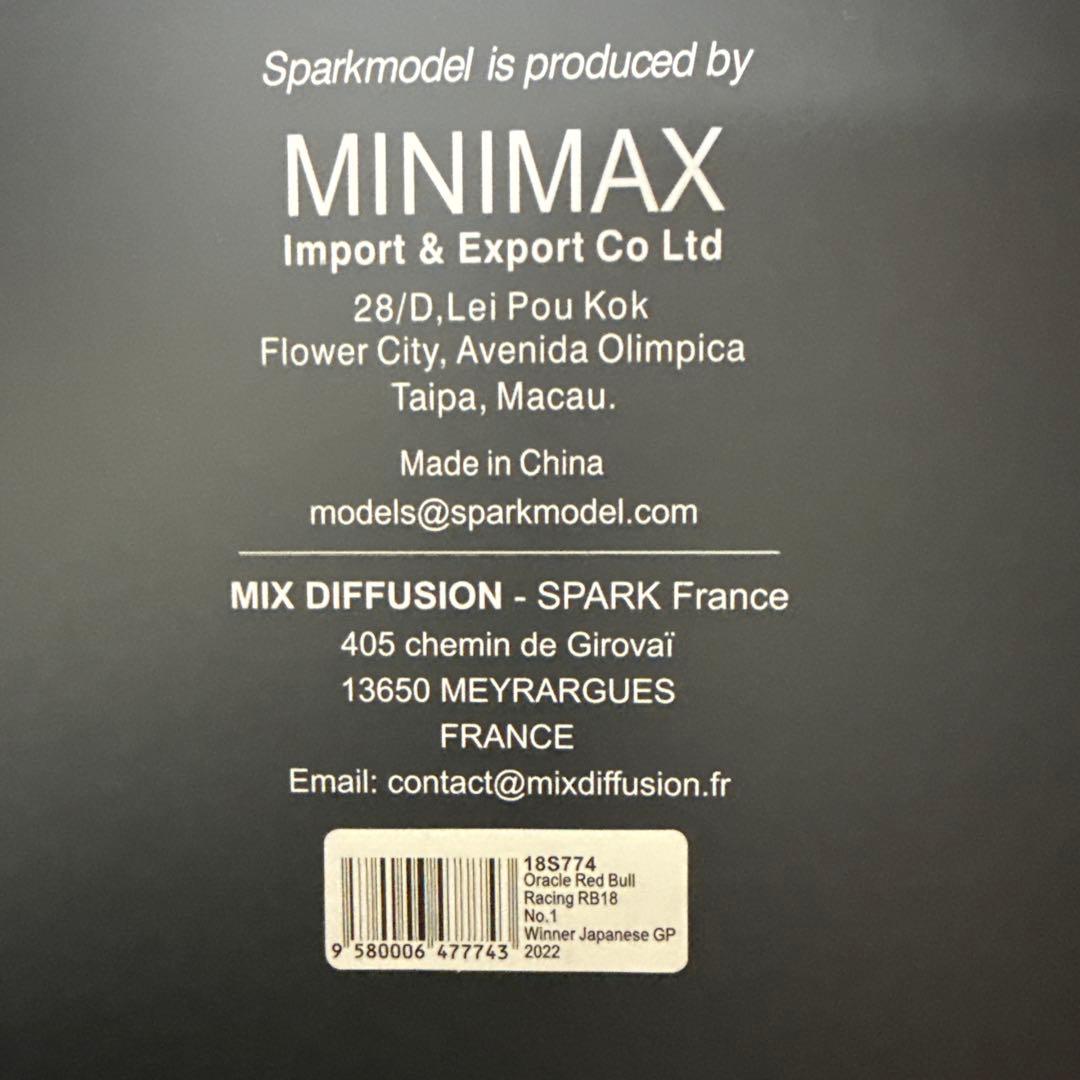 Sparkmodel is produced by
MINIMAX
Import & Export Co Ltd
28/D,Lei Pou Kok
Flower City, Avenida Olimpica
Taipa, Macau.
Made in China
models@sparkmodel.com
MIX DIFFUSION - SPARK France
405 chemin de Girovaï
13650 MEYRARGUES
FRANCE
Email: contact@mixdiffusion.fr
18S774
Oracle Red Bull
Racing RB18
No.1
Winner Japanese GP
2022
9 580006 477743